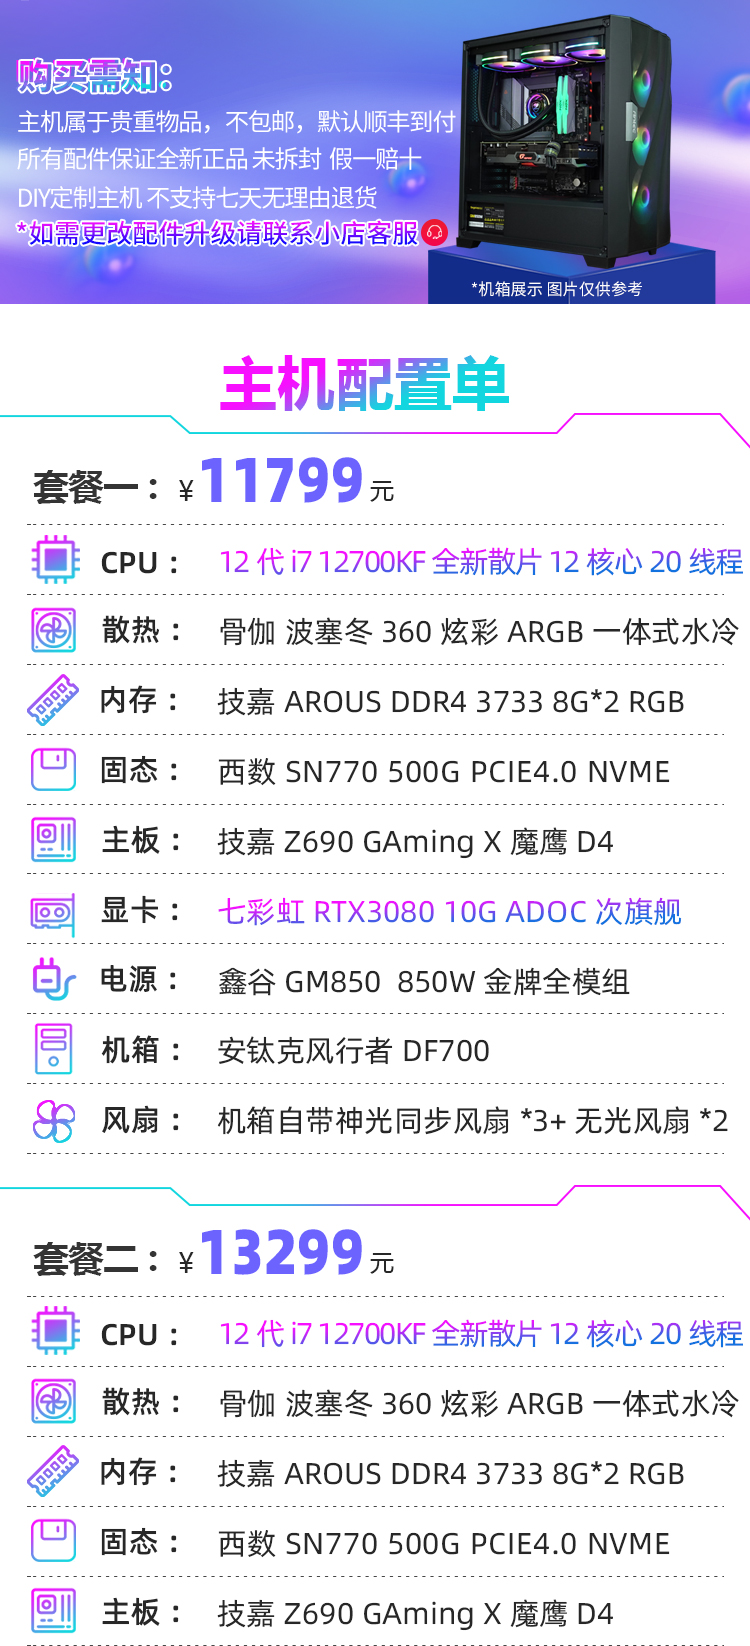 购买需知：
主机属于贵重物品，不包邮，默认顺丰到付
所有配件保证全新正品 未拆封 假一赔十
DIY定制主机 不支持七天无理由退货
*如需更改配件升级请联系小店客服
*机箱展示 图片仅供参考
主机配置单
套餐一：¥11799元
CPU： 12 代 i7 12700KF 全新散片 12 核心 20 线程
散热： 骨伽 波塞冬 360 炫彩 ARGB 一体式水冷
内存： 技嘉 AROUS DDR4 3733 8G*2 RGB
固态： 西数 SN770 500G PCIE4.0 NVME
主板： 技嘉 Z690 GAming X 魔鹰 D4
显卡： 七彩虹 RTX3080 10G ADOC 次旗舰
电源： 鑫谷 GM850 850W 金牌全模组
机箱： 安钛克风行者 DF700
风扇： 机箱自带神光同步风扇 *3+ 无光风扇 *2
套餐二：¥13299元
CPU： 12 代 i7 12700KF 全新散片 12 核心 20 线程
散热： 骨伽 波塞冬 360 炫彩 ARGB 一体式水冷
内存： 技嘉 AROUS DDR4 3733 8G*2 RGB
固态： 西数 SN770 500G PCIE4.0 NVME
主板： 技嘉 Z690 GAming X 魔鹰 D4